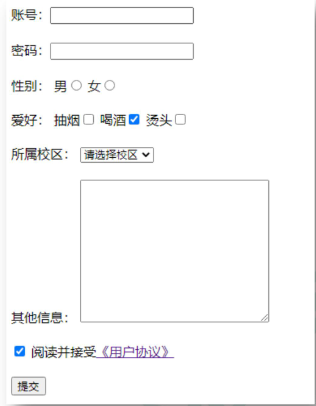 账号：
密码：
性别： 男 女
爱好： 抽烟 喝酒 烫头
所属校区： 请选择校区
其他信息：
阅读并接受《用户协议》
提交